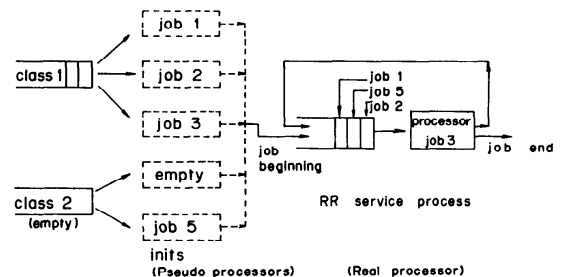 job 1
class 1
job 2
job 3
job 1
job 5
job 2
processor
job 3
job end
job
beginning
empty
class 2
(empty)
job 5
RR service process
inits
(Pseudo processors)
(Real processor)